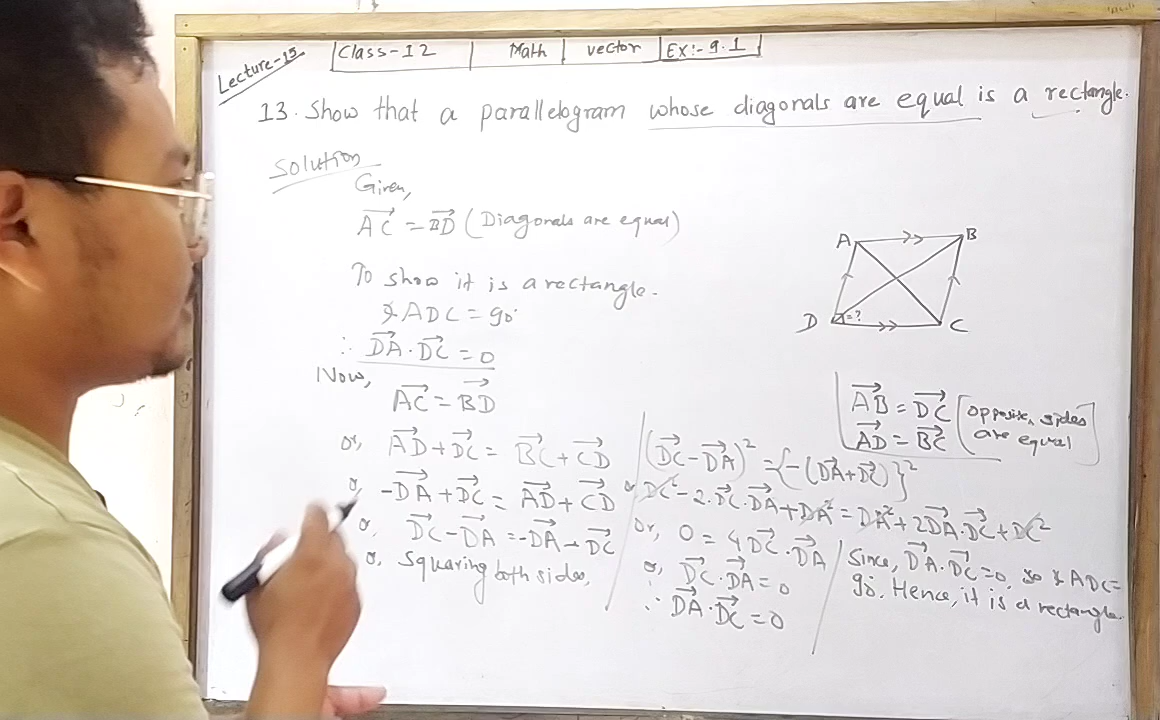 Lecture-15
Class-12 Math vector Ex:- 9.1
13. Show that a parallelogram whose diagonals are equal is a rectangle.
Solution
Given,
AC⃗ = BD⃗ (Diagonals are equal)
To show it is a rectangle.
∡ADC = 90°
∴ DA⃗ . DC⃗ = 0
Now,
AC⃗ = BD⃗
or, AD⃗ + DC⃗ = BC⃗ + CD⃗
or, -DA⃗ + DC⃗ = AD⃗ + CD⃗
or, DC⃗ - DA⃗ = -DA⃗ - DC⃗
or, Squaring both sides,
(DC⃗ - DA⃗)² = {-(DA⃗ + DC⃗)}²
or DC² - 2.DC⃗.DA⃗ + DA² = DA² + 2DA⃗.DC⃗ + DC²
or, 0 = 4DC⃗ . DA⃗
or, DC⃗ . DA⃗ = 0
∴ DA⃗ . DC⃗ = 0
Since, DA⃗ . DC⃗ = 0, so ∡ADC =
90°. Hence, it is a rectangle.
A B
D =? C
AB⃗ = DC⃗ [opposite sides
AD⃗ = BC⃗ are equal]